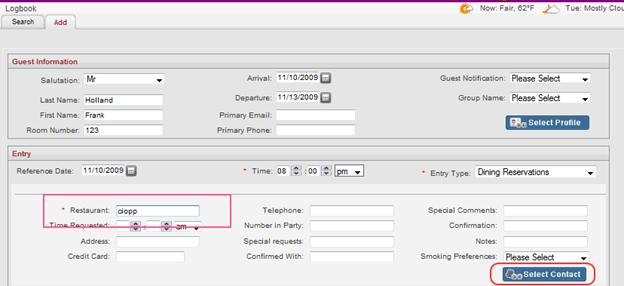 Logbook Now: Fair, 62°F Tue: Mostly Clou
Search Add
Guest Information
Salutation: Mr Arrival: 11/10/2009 Guest Notification: Please Select
Last Name: Holland Departure: 11/13/2009 Group Name: Please Select
First Name: Frank Primary Email:
Room Number: 123 Primary Phone: Select Profile
Entry
Reference Date: 11/10/2009 * Time: 08 : 00 pm * Entry Type: Dining Reservations
* Restaurant: ciopp Telephone: Special Comments:
Time Requested: : am Number in Party: Confirmation:
Address: Special requests: Notes:
Credit Card: Confirmed With: Smoking Preferences: Please Select
Select Contact